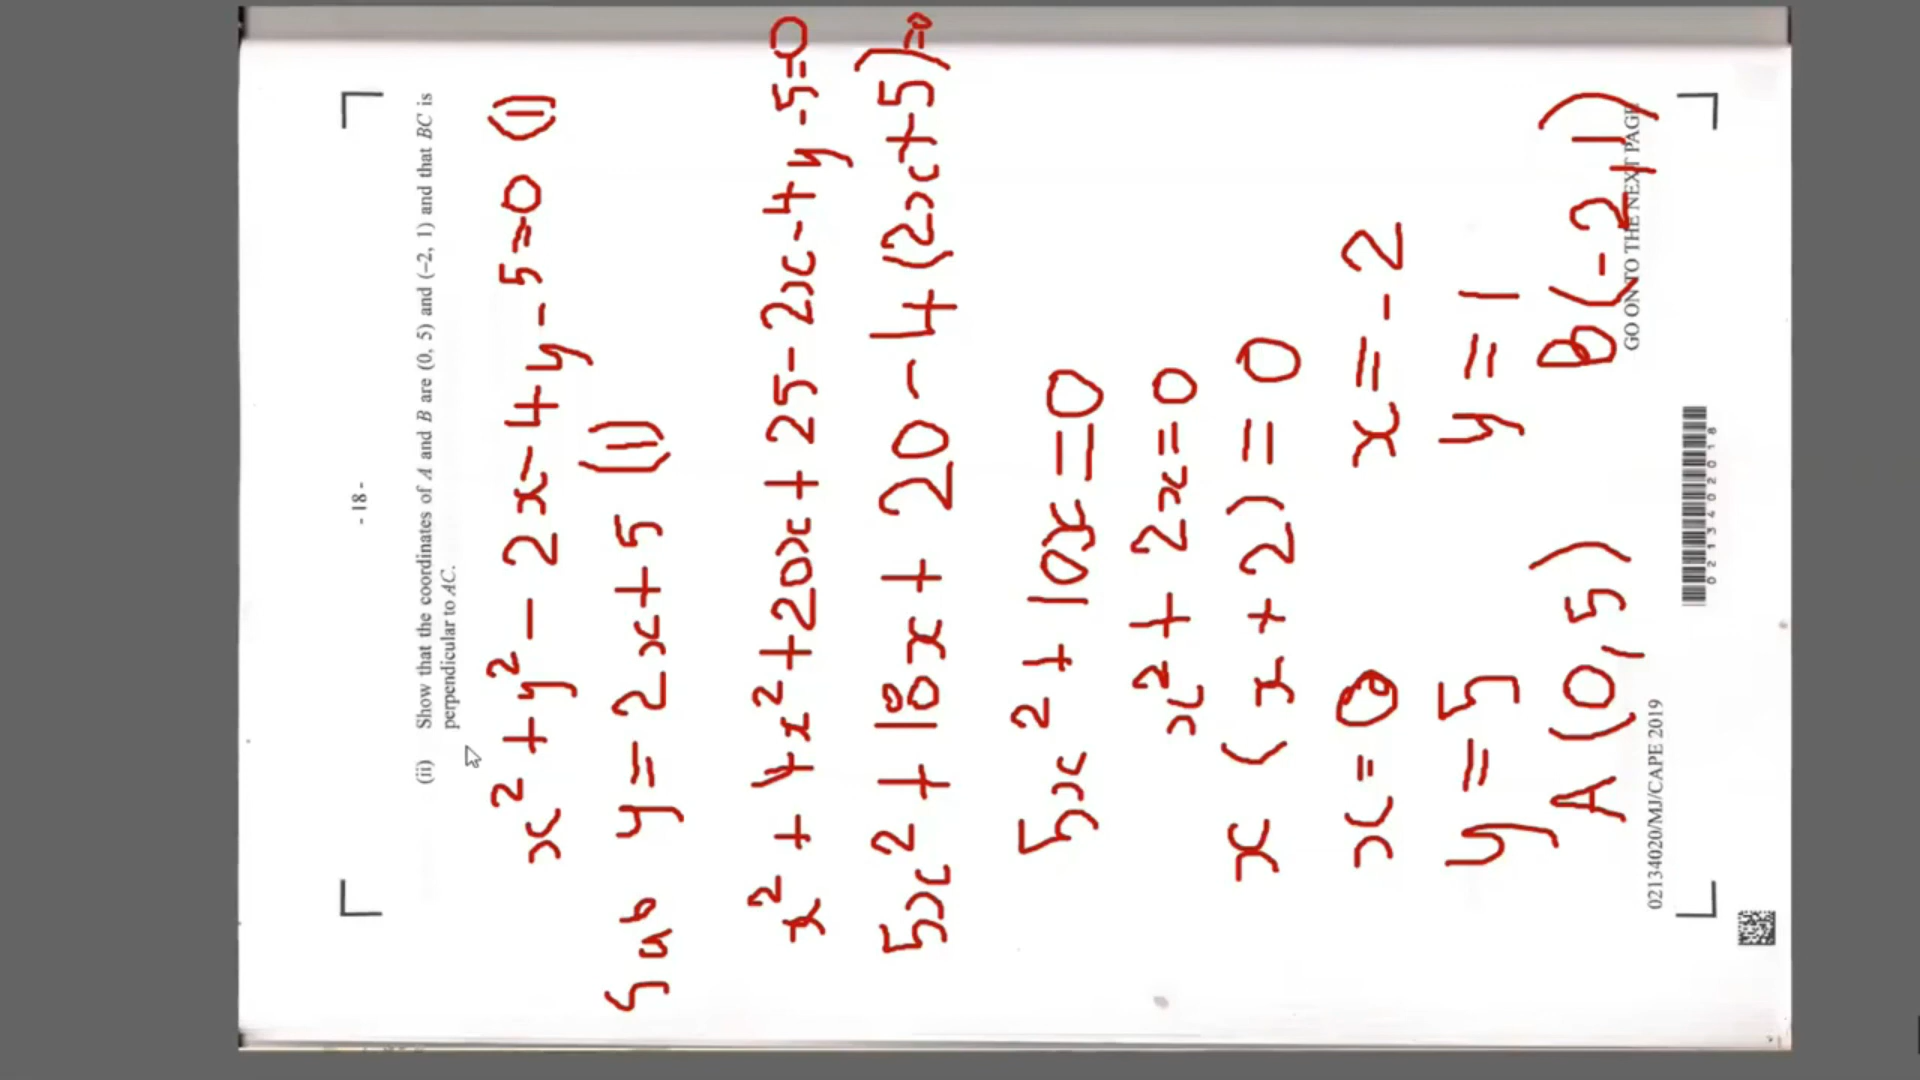 - 18 -
(ii) Show that the coordinates of A and B are (0, 5) and (–2, 1) and that BC is
perpendicular to AC.
x² + y² - 2x - 4y - 5 = 0 (1)
Sub y = 2x + 5 (1)
x² + 4x² + 20x + 25 - 2x - 4y - 5 = 0
5x² + 18x + 20 - 4(2x + 5) = 0
5x² + 10x = 0
x² + 2x = 0
x(x + 2) = 0
x = 0 x = -2
y = 5 y = 1
A(0, 5) B(-2, 1)
GO ON TO THE NEXT PAGE
02134020/MJ/CAPE 2019
0213402018